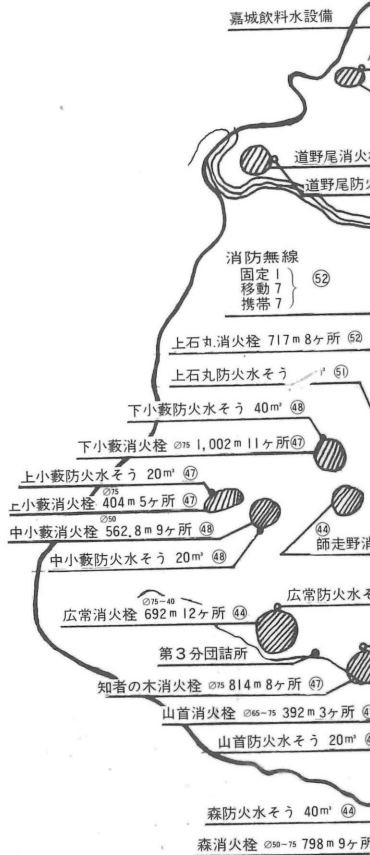 嘉城飲料水設備
道野尾消火
道野尾防火
消防無線
固定 1
移動 7
携帯 7
㊷
上石丸消火栓 717m 8ヶ所 ㊾
上石丸防火水そう ㊶
下小薮防火水そう 40㎥ ㊽
下小薮消火栓 ∅75 1,002m 11ヶ所 ㊼
上小薮防火水そう 20㎥ ㊼
上小薮消火栓 ∅75 404m 5ヶ所 ㊼
中小薮消火栓 ∅50 562.8m 9ヶ所 ㊽
中小薮防火水そう 20㎥ ㊽
㊹
師走野消
広常防火水そ
広常消火栓 ∅75-40 692m 12ヶ所 ㊹
第3分団詰所
知者の木消火栓 ∅75 814m 8ヶ所 ㊼
山首消火栓 ∅65-75 392m 3ヶ所
山首防火水そう 20㎥
森防火水そう 40㎥ ㊹
森消火栓 ∅50-75 798m 9ヶ所